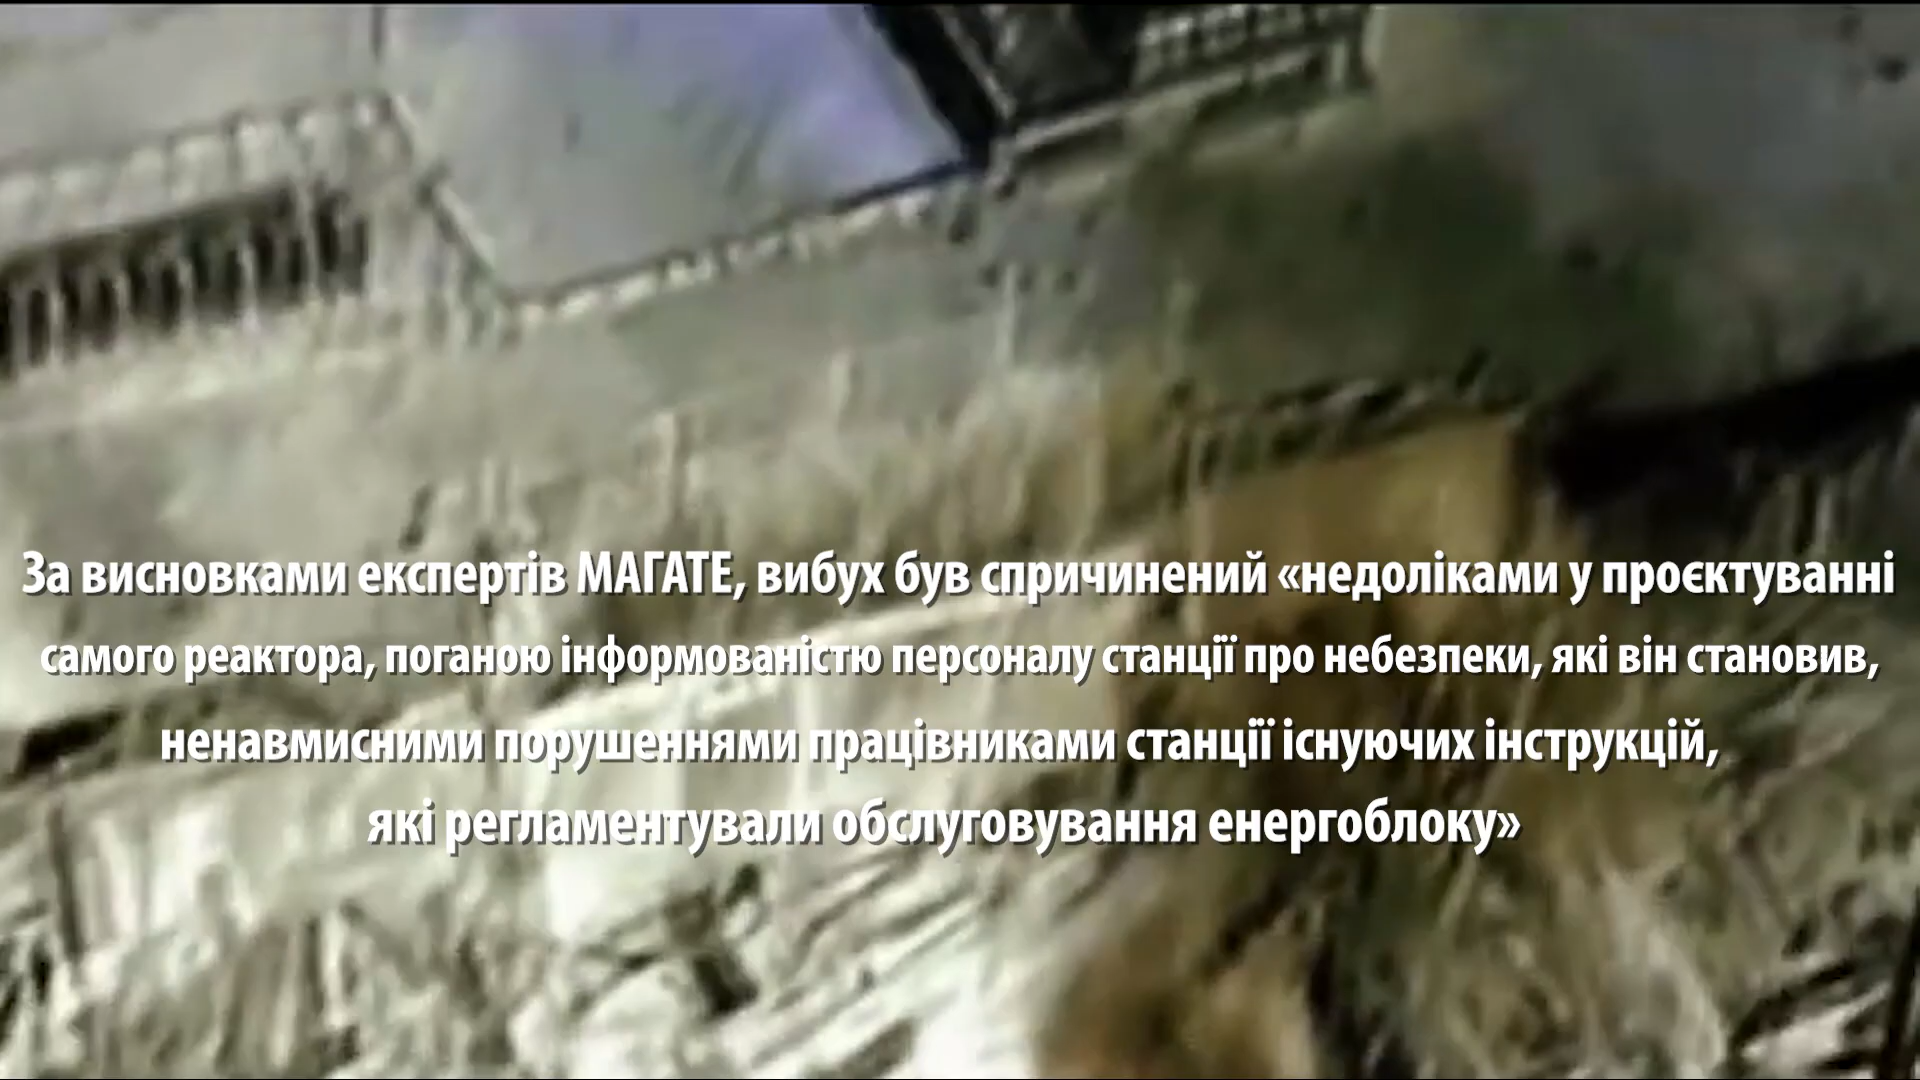 За висновками експертів МАГАТЕ, вибух був спричинений «недоліками у проєктуванні
самого реактора, поганою інформованістю персоналу станції про небезпеки, які він становив,
ненавмисними порушеннями працівниками станції існуючих інструкцій,
які регламентували обслуговування енергоблоку»